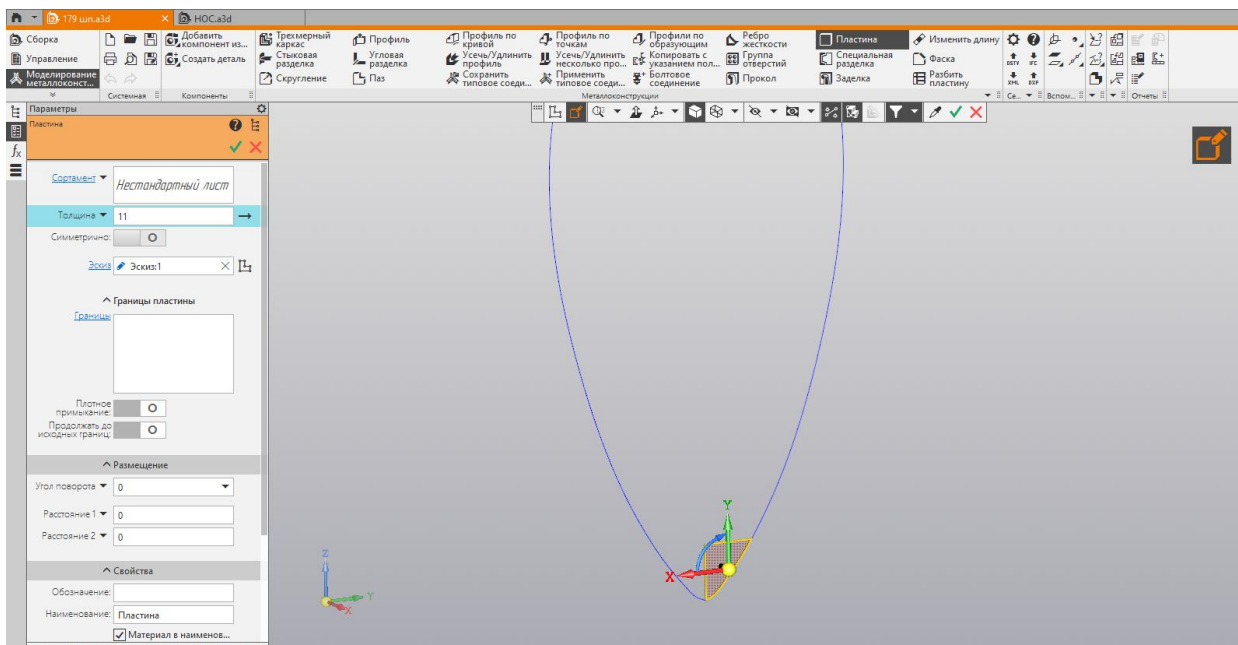 179 шп.a3d × НОС.a3d
Сборка
Управление
Моделирование
металлоконст...
Системная
Добавить
компонент из...
Создать деталь
Компоненты
Трехмерный
каркас
Стыковая
разделка
Скругление
Профиль
Угловая
разделка
Паз
Профиль по
кривой
Усечь/Удлинить
профиль
Сохранить
типовое соеди...
Профиль по
точкам
Усечь/Удлинить
несколько про...
Применить
типовое соеди...
Профили по
образующим
Копировать с
указанием пол...
Болтовое
соединение
Ребро
жесткости
Группа
отверстий
Прокол
Пластина
Специальная
разделка
Заделка
Изменить длину
Фаска
Разбить
пластину
Металлоконструкции
Се...
Вспом...
Отчеты
Параметры
Пластина
Сортамент
Нестандартный лист
Толщина 11
Симметрично:
Эскиз Эскиз:1
Границы пластины
Границы
Плотное
примыкание:
Продолжать до
исходных границ:
Размещение
Угол поворота 0
Расстояние 1 0
Расстояние 2 0
Свойства
Обозначение:
Наименование: Пластина
Материал в наименов...
Z
Y
X
Y
X